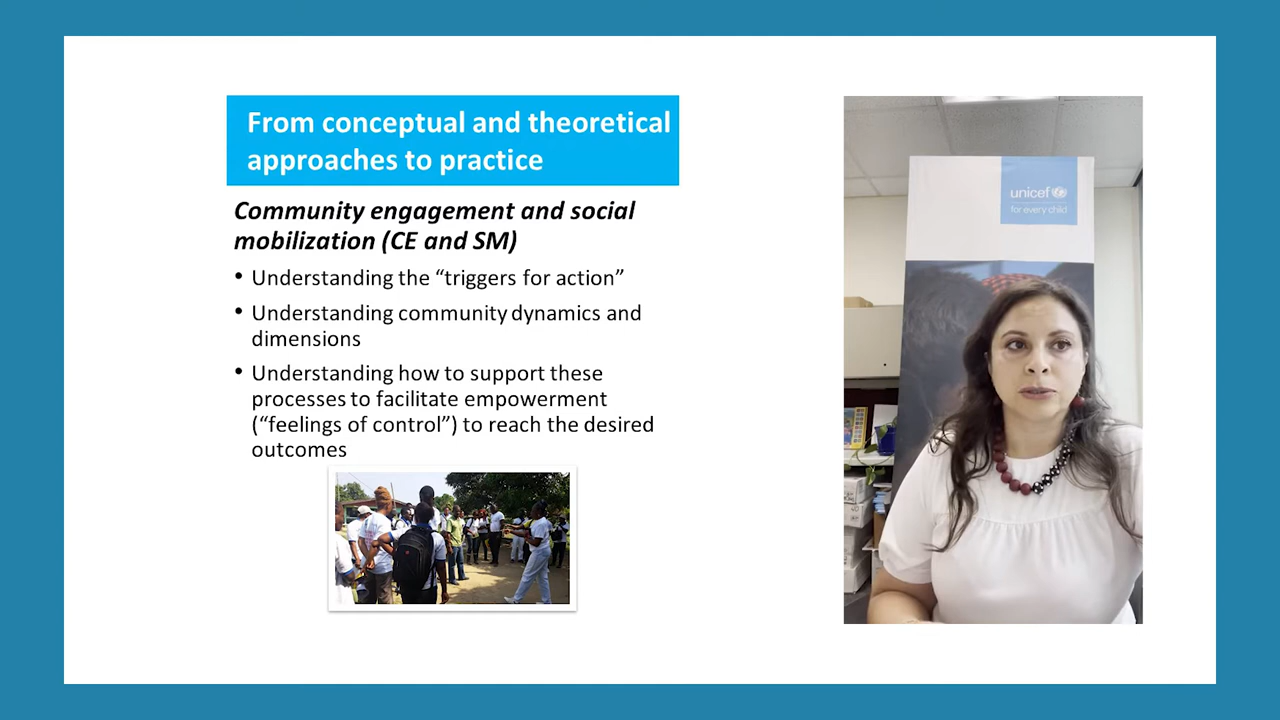 From conceptual and theoretical
approaches to practice
Community engagement and social
mobilization (CE and SM)
• Understanding the “triggers for action”
• Understanding community dynamics and
dimensions
• Understanding how to support these
processes to facilitate empowerment
(“feelings of control”) to reach the desired
outcomes
unicef
for every child